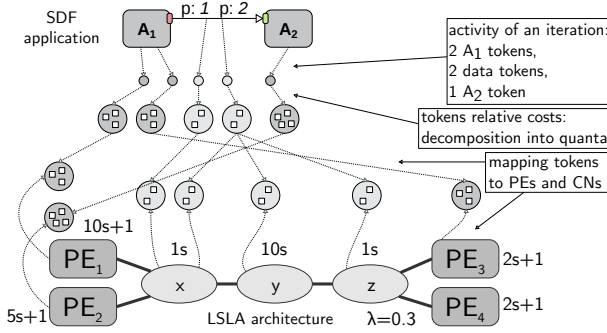 SDF
application
A1
p: 1
p: 2
A2
activity of an iteration:
2 A1 tokens,
2 data tokens,
1 A2 token
tokens relative costs:
decomposition into quanta
mapping tokens
to PEs and CNs
10s+1
PE1
1s
10s
1s
PE3
2s+1
x
y
z
5s+1
PE2
LSLA architecture
λ=0.3
PE4
2s+1